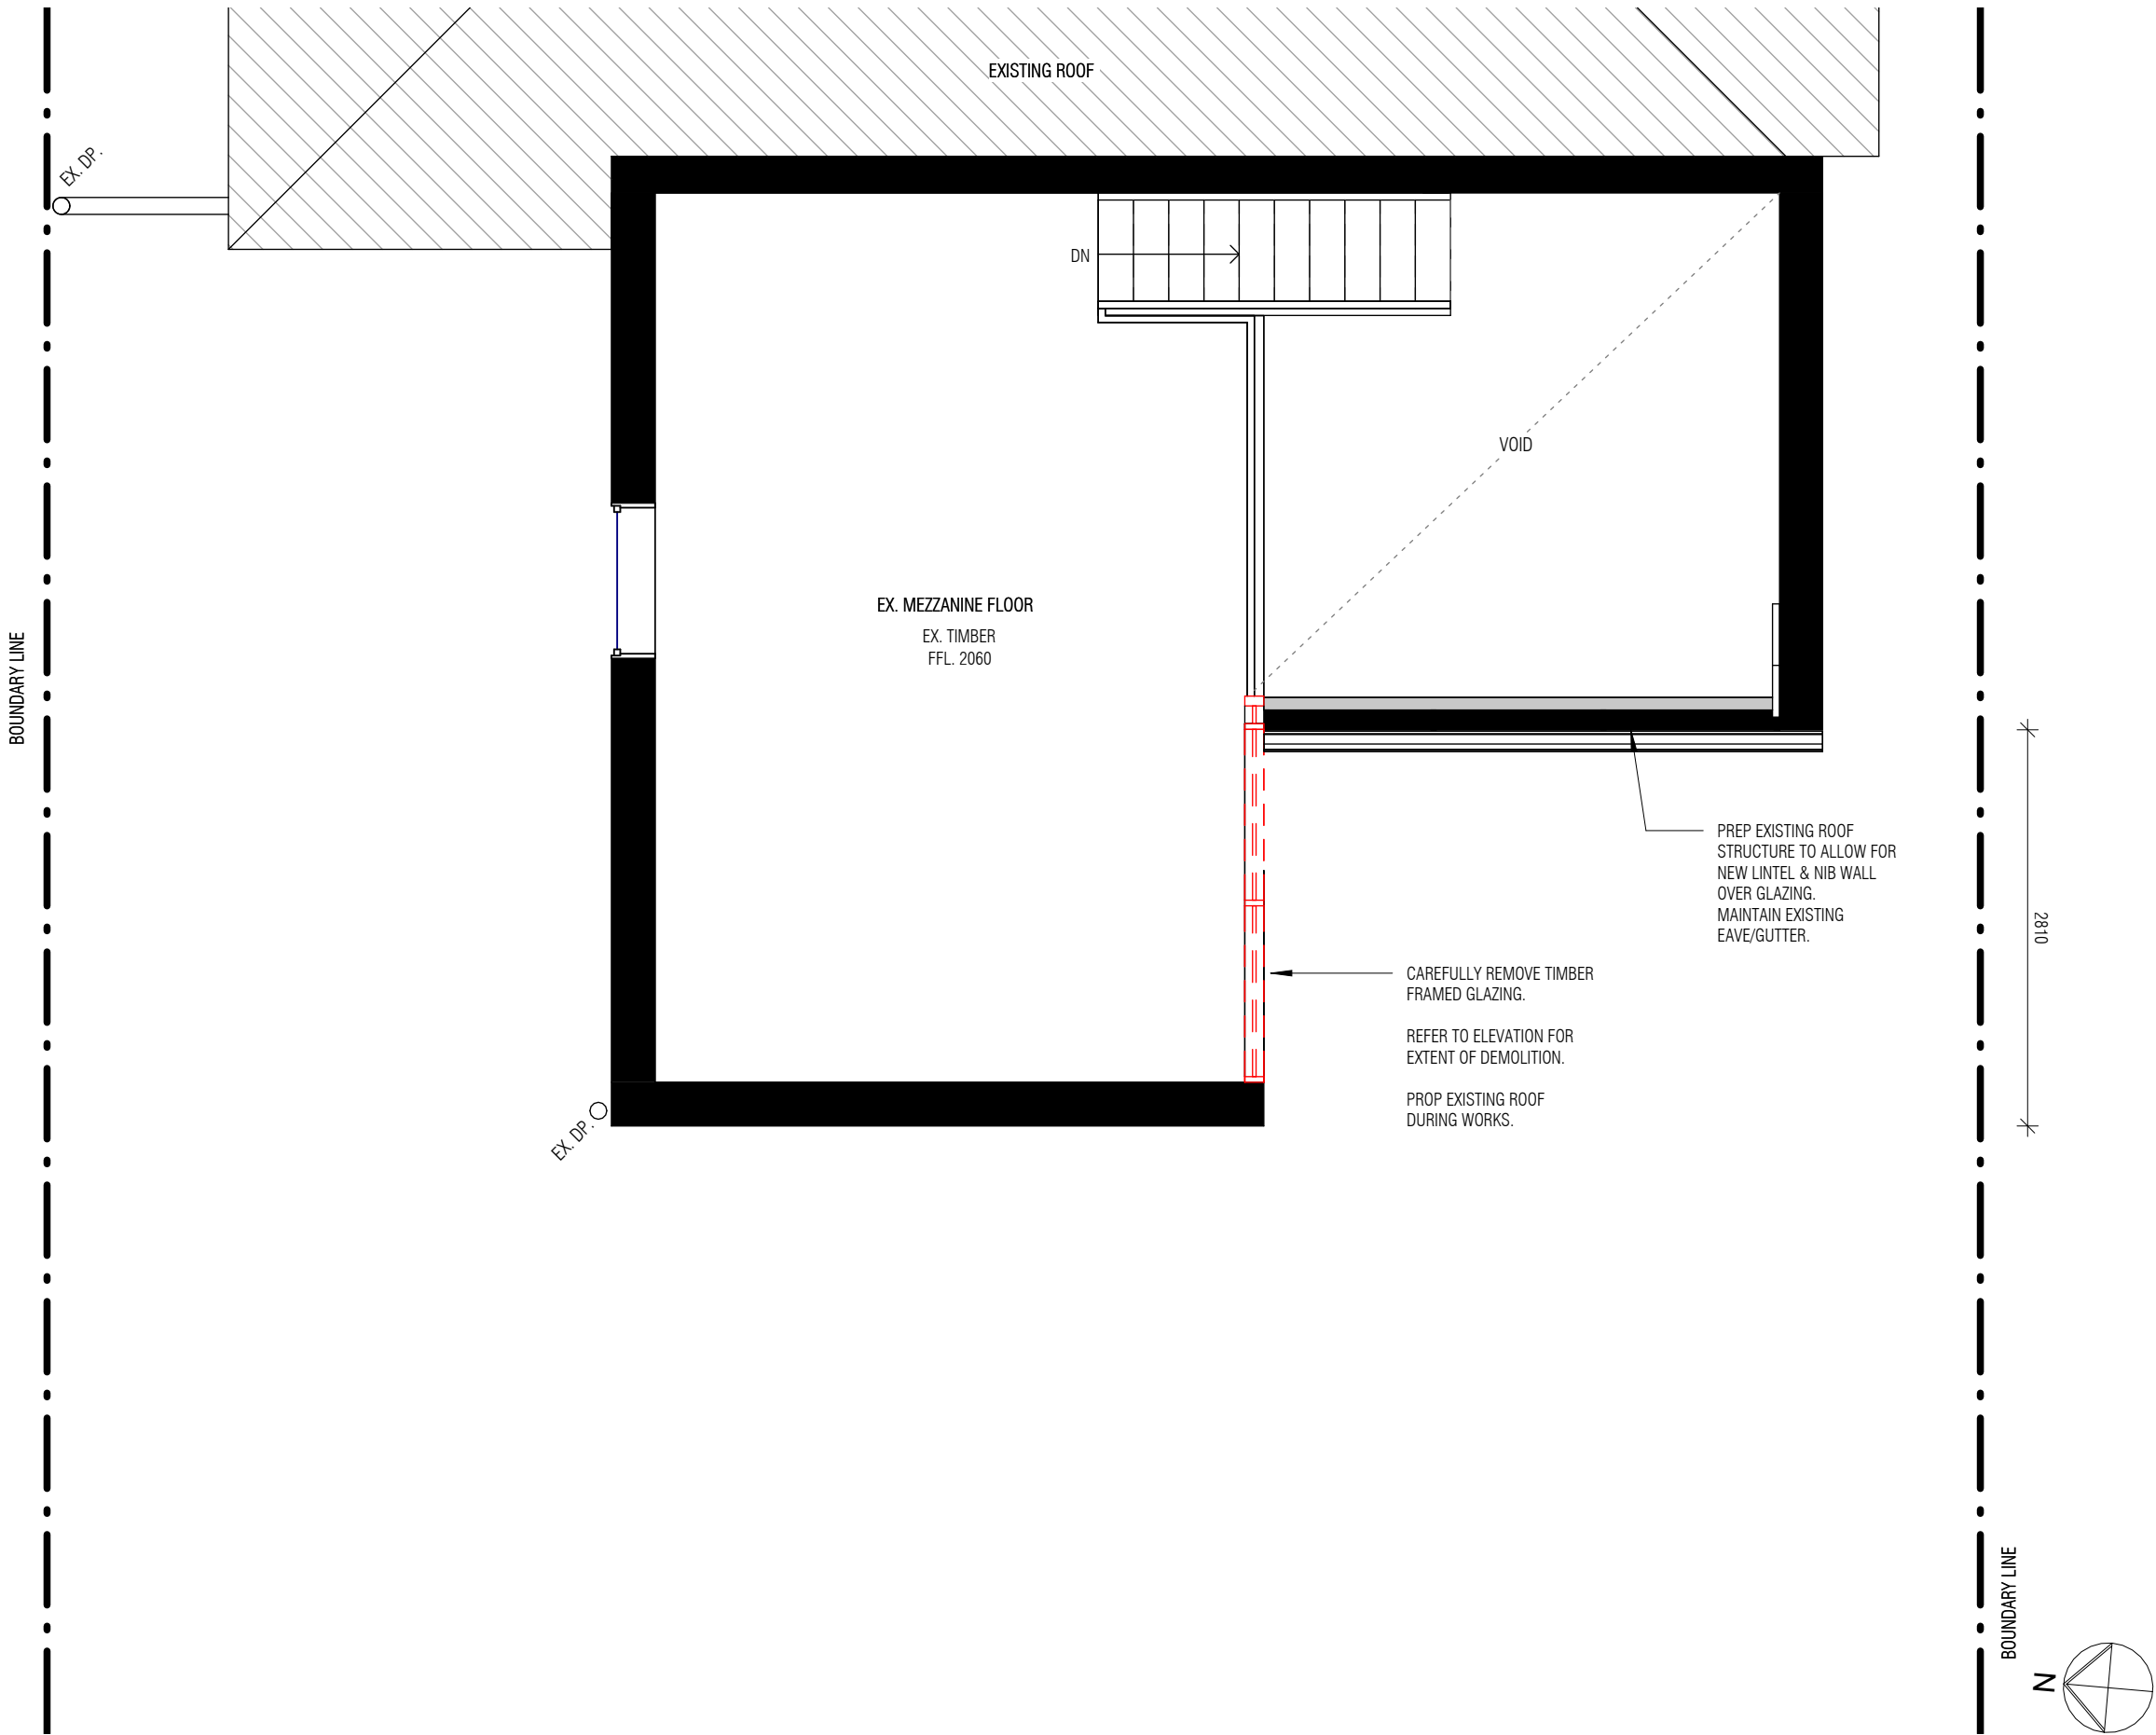 EXISTING ROOF
EX. DP.
DN
VOID
EX. MEZZANINE FLOOR
EX. TIMBER
FFL. 2060
BOUNDARY LINE
PREP EXISTING ROOF
STRUCTURE TO ALLOW FOR
NEW LINTEL & NIB WALL
OVER GLAZING.
MAINTAIN EXISTING
EAVE/GUTTER.
2810
CAREFULLY REMOVE TIMBER
FRAMED GLAZING.
REFER TO ELEVATION FOR
EXTENT OF DEMOLITION.
PROP EXISTING ROOF
DURING WORKS.
EX. DP.
BOUNDARY LINE
N